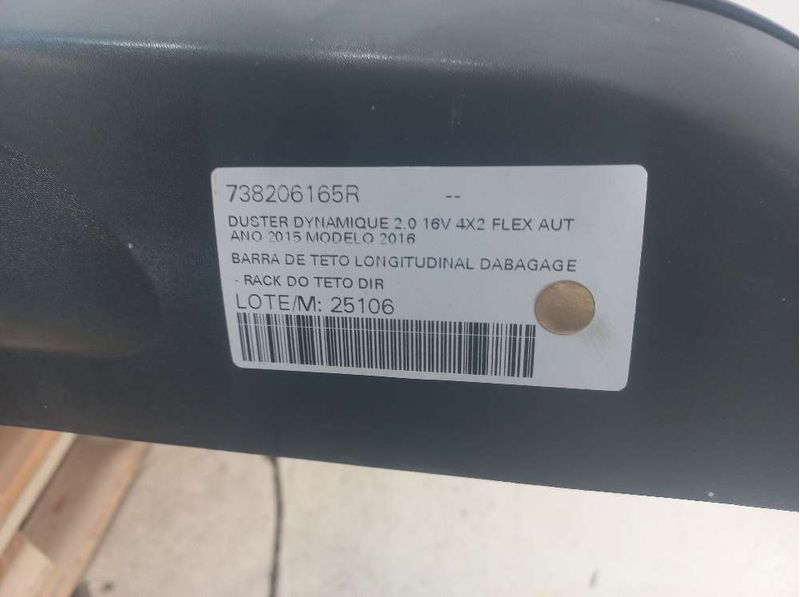 738206165R --
DUSTER DYNAMIQUE 2.0 16V 4X2 FLEX AUT
ANO 2015 MODELO 2016
BARRA DE TETO LONGITUDINAL DABAGAGE
- RACK DO TETO DIR
LOTE/M: 25106